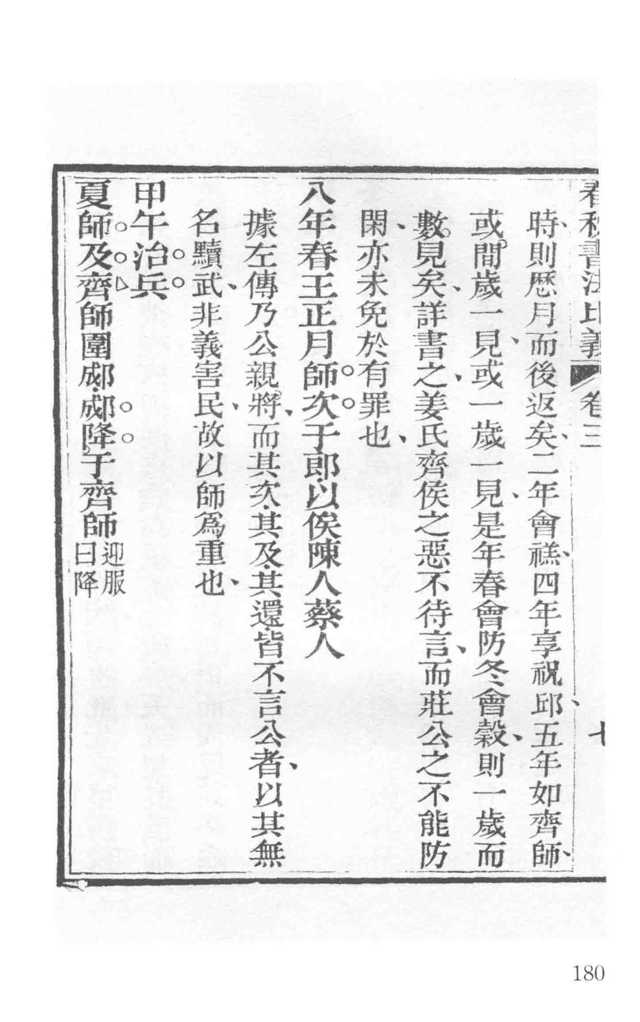 春秋書法比義 卷三 七
時則歷月而後返矣二年會禚四年享祝邱五年如齊師
或間歲一見或一歲一見是年春會防冬會穀則一歲而
數見矣詳書之姜氏齊侯之惡不待言而莊公之不能防
閑亦未免於有罪也
八年春王正月師次于郎以俟陳人蔡人
據左傳乃公親將而其次其及其還皆不言公者以其無
名黷武非義害民故以師爲重也
甲午治兵
夏師及齊師圍郕郕降于齊師迎服曰降
180